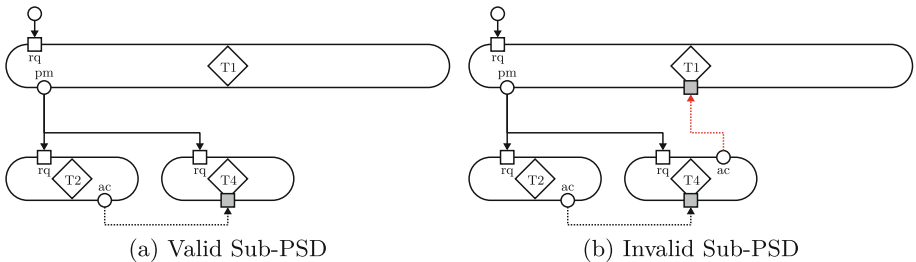 rq
T1
pm
rq
T2
ac
rq
T4
(a) Valid Sub-PSD
rq
T1
pm
rq
T2
ac
rq
T4
ac
(b) Invalid Sub-PSD